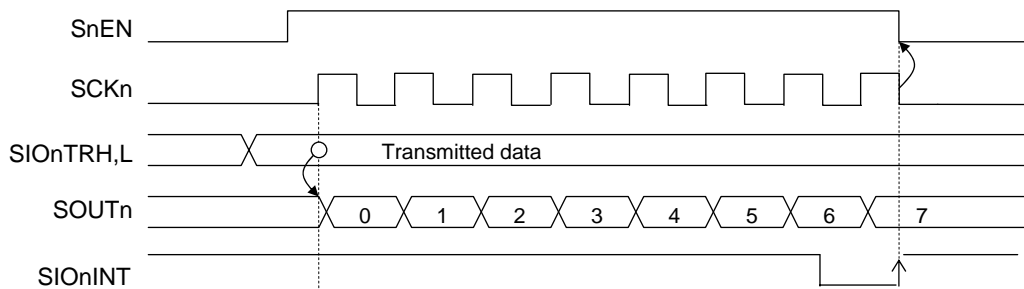 SnEN
SCKn
SIOnTRH,L
Transmitted data
SOUTn
0 1 2 3 4 5 6 7
SIOnINT